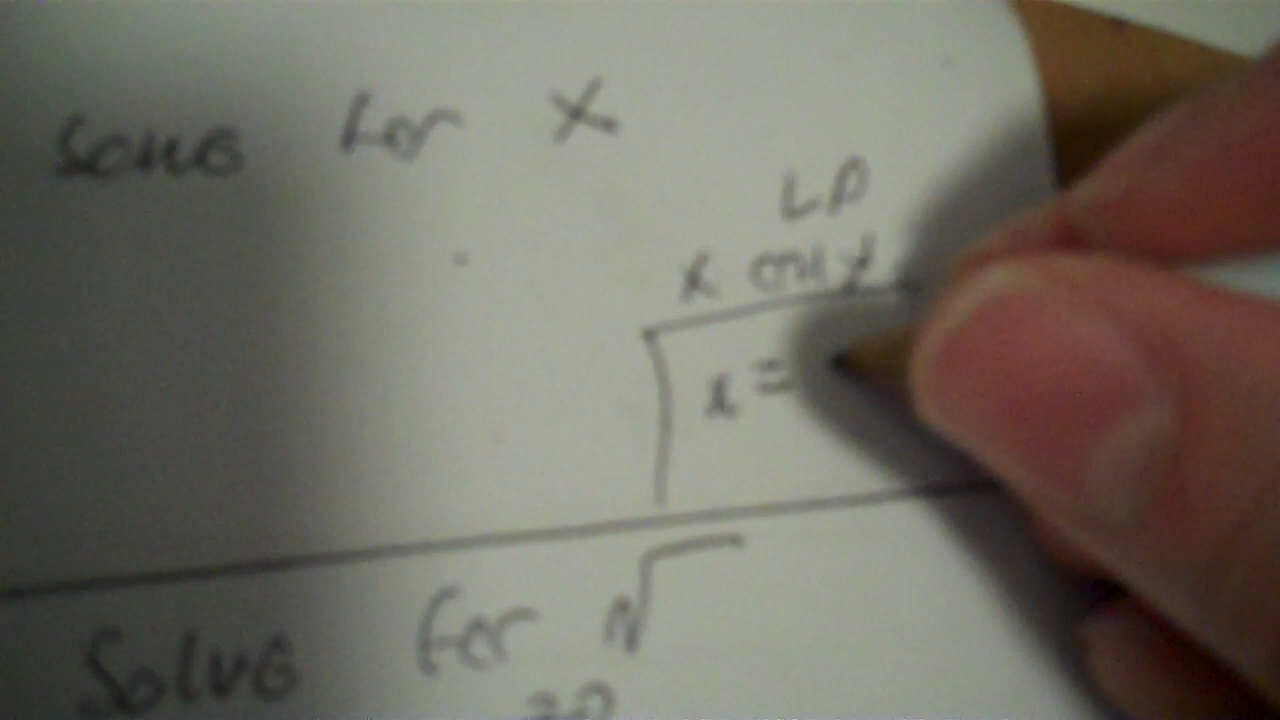 Solve for X
LP
X only
x =
Solve for √